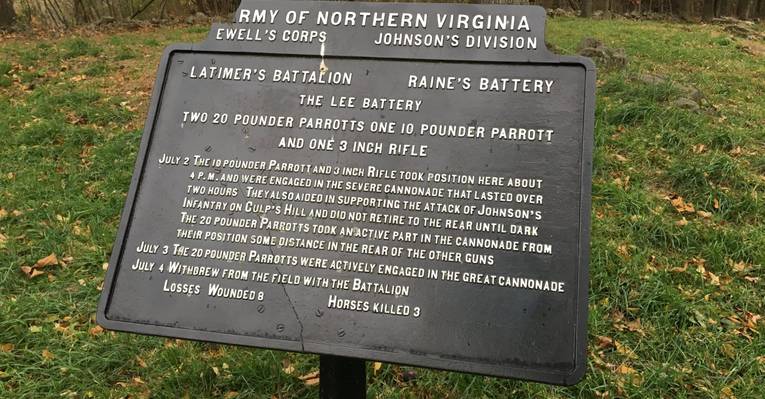 RMY OF NORTHERN VIRGINIA
EWELL'S CORPS JOHNSON'S DIVISION
LATIMER'S BATTALION RAINE'S BATTERY
THE LEE BATTERY
TWO 20 POUNDER PARROTTS ONE 10 POUNDER PARROTT
AND ONE 3 INCH RIFLE
JULY 2 THE 10 POUNDER PARROTT AND 3 INCH RIFLE TOOK POSITION HERE ABOUT
4 P.M. AND WERE ENGAGED IN THE SEVERE CANNONADE THAT LASTED OVER
TWO HOURS THEY ALSO AIDED IN SUPPORTING THE ATTACK OF JOHNSON'S
INFANTRY ON CULP'S HILL AND DID NOT RETIRE TO THE REAR UNTIL DARK
THE 20 POUNDER PARROTTS TOOK AN ACTIVE PART IN THE CANNONADE FROM
THEIR POSITION SOME DISTANCE IN THE REAR OF THE OTHER GUNS
JULY 3 THE 20 POUNDER PARROTTS WERE ACTIVELY ENGAGED IN THE GREAT CANNONADE
JULY 4 WITHDREW FROM THE FIELD WITH THE BATTALION
LOSSES WOUNDED 8 HORSES KILLED 3